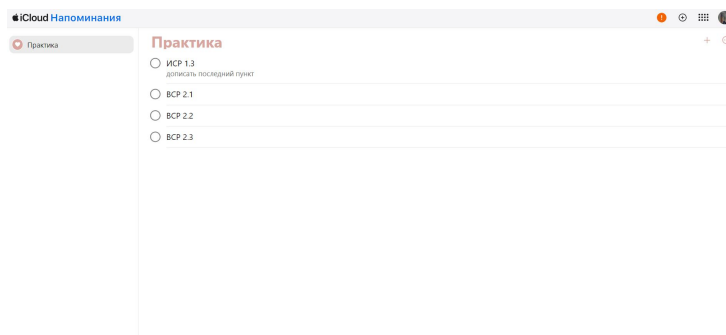 iCloud Напоминания
Практика
Практика
ИСР 1.3
дописать последний пункт
ВСР 2.1
ВСР 2.2
ВСР 2.3